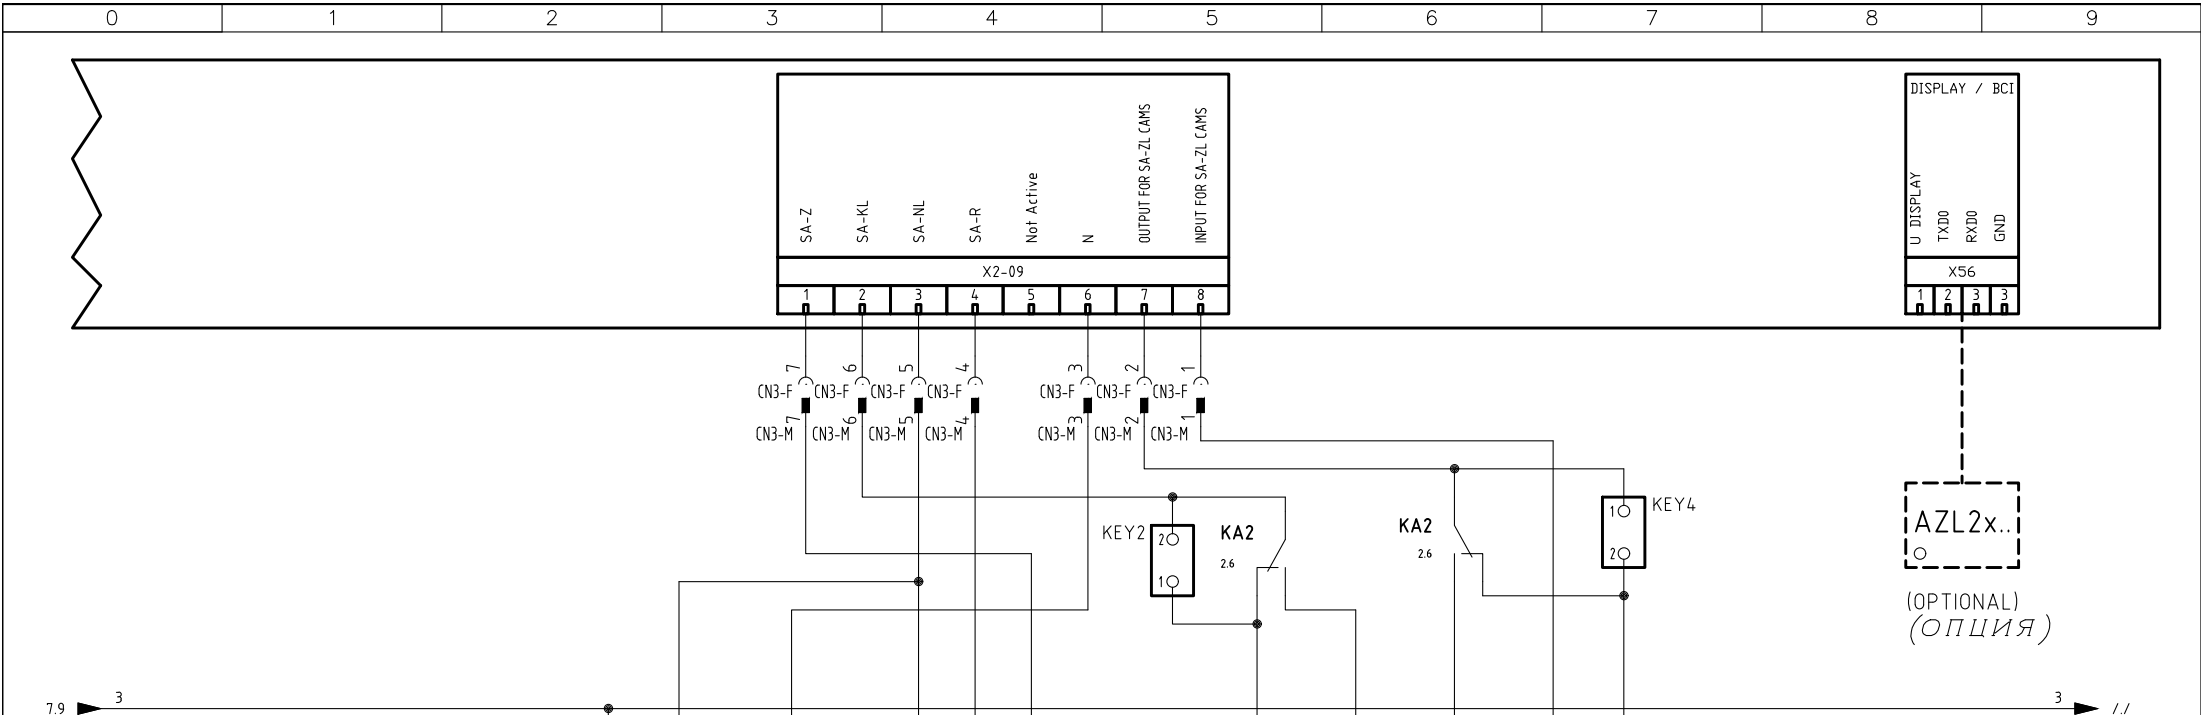 0 1 2 3 4 5 6 7 8 9
DISPLAY / BCI
SA-Z
SA-KL
SA-NL
SA-R
Not Active
N
OUTPUT FOR SA-ZL CAMS
INPUT FOR SA-ZL CAMS
U DISPLAY
TXD0
RXD0
GND
X2-09
X56
1 2 3 4 5 6 7 8
1 2 3 3
7 6 5 4 3 2 1
CN3-F CN3-F CN3-F CN3-F CN3-F CN3-F CN3-F
7 6 5 4 3 2 1
CN3-M CN3-M CN3-M CN3-M CN3-M CN3-M CN3-M
KEY2
2
1
KA2
2.6
KA2
2.6
KEY4
1
2
AZL2x..
(OPTIONAL)
(ОПЦИЯ)
7.9
3
3